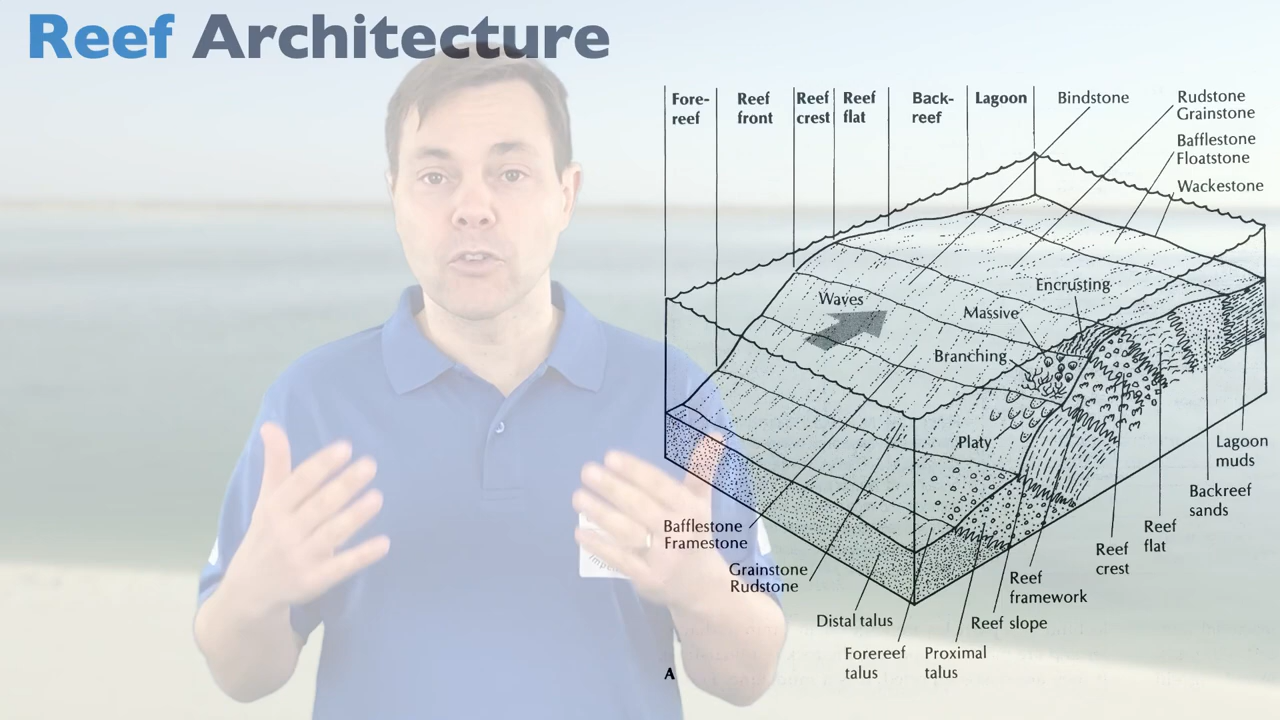 Reef Architecture
Fore-
reef
Reef
front
Reef
crest
Reef
flat
Back-
reef
Lagoon
Bindstone
Rudstone
Grainstone
Bafflestone
Floatstone
Wackestone
Encrusting
Waves
Massive
Branching
Platy
Lagoon
muds
Backreef
sands
Reef
flat
Reef
crest
Reef
framework
Reef slope
Proximal
talus
Forereef
talus
Distal talus
Grainstone
Rudstone
Bafflestone
Framestone
A